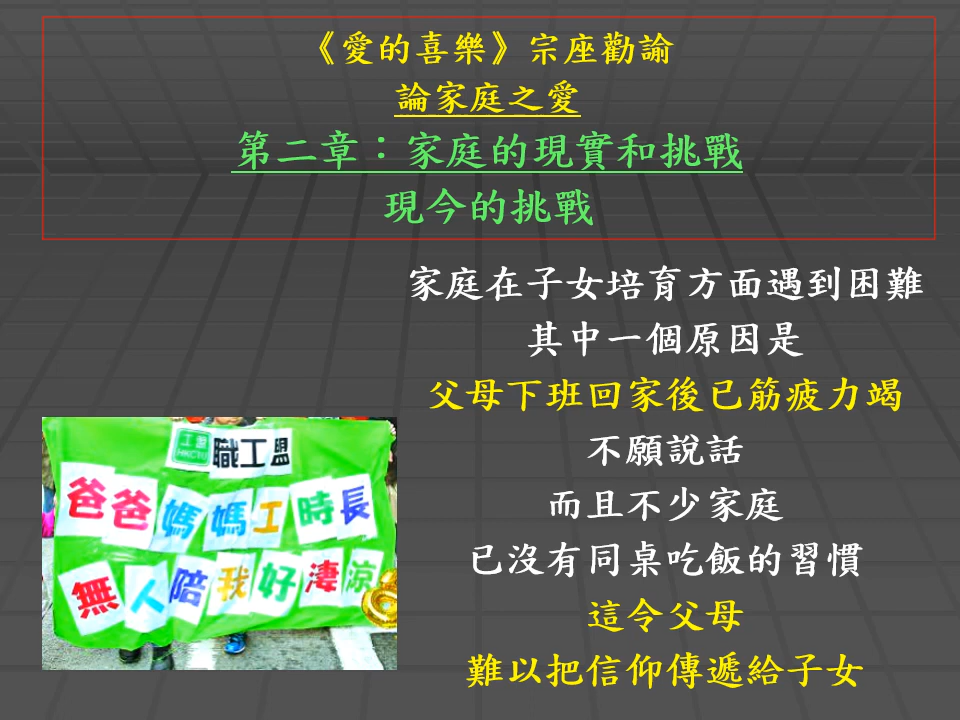 《愛的喜樂》宗座勸諭
論家庭之愛
第二章：家庭的現實和挑戰
現今的挑戰
家庭在子女培育方面遇到困難
其中一個原因是
父母下班回家後已筋疲力竭
不願說話
而且不少家庭
已沒有同桌吃飯的習慣
這令父母
難以把信仰傳遞給子女
工盟
HKCTU
職工盟
爸爸媽媽工時長
無人陪我好淒涼